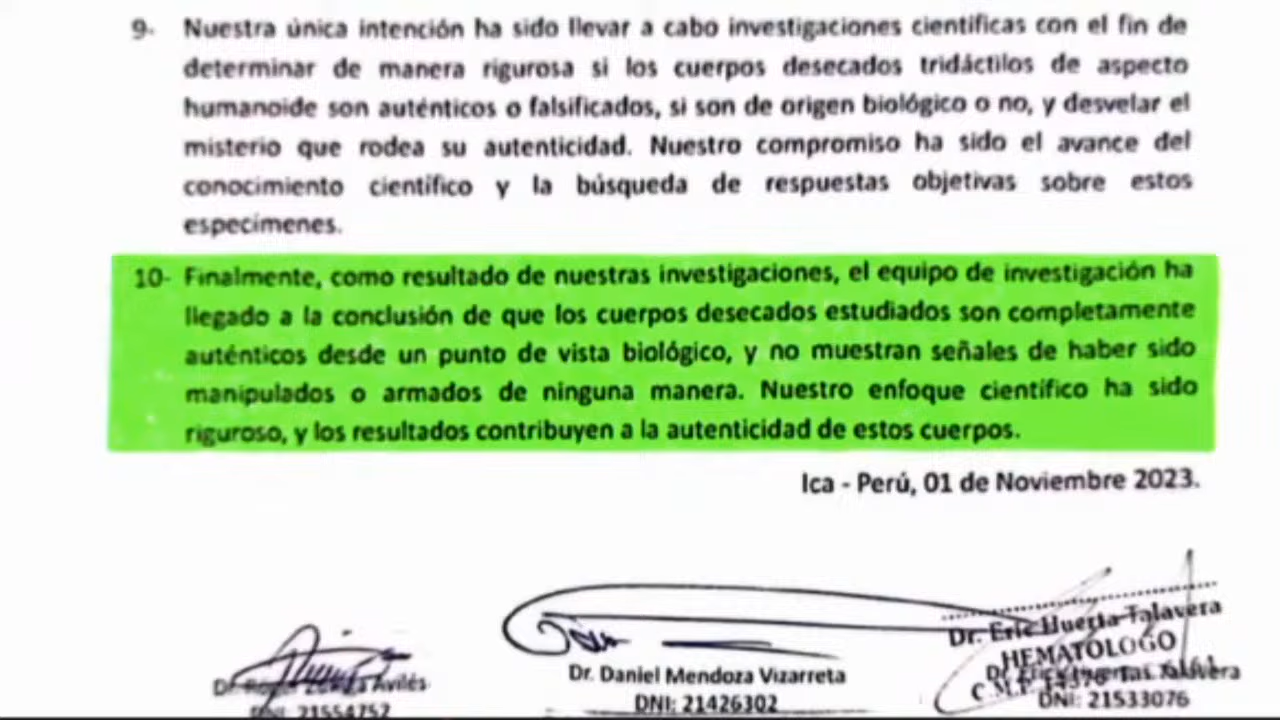 9- Nuestra única intención ha sido llevar a cabo investigaciones científicas con el fin de
determinar de manera rigurosa si los cuerpos desecados tridáctilos de aspecto
humanoide son auténticos o falsificados, si son de origen biológico o no, y desvelar el
misterio que rodea su autenticidad. Nuestro compromiso ha sido el avance del
conocimiento científico y la búsqueda de respuestas objetivas sobre estos
especímenes.
10- Finalmente, como resultado de nuestras investigaciones, el equipo de investigación ha
llegado a la conclusión de que los cuerpos desecados estudiados son completamente
auténticos desde un punto de vista biológico, y no muestran señales de haber sido
manipulados o armados de ninguna manera. Nuestro enfoque científico ha sido
riguroso, y los resultados contribuyen a la autenticidad de estos cuerpos.
Ica - Perú, 01 de Noviembre 2023.
Dr. Avilés
DNI: 21554752
Dr. Daniel Mendoza Vizarreta
DNI: 21426302
Dr. Eric Huerta Talavera
HEMATÓLOGO
C.M.P.
Talavera
DNI: 21533076